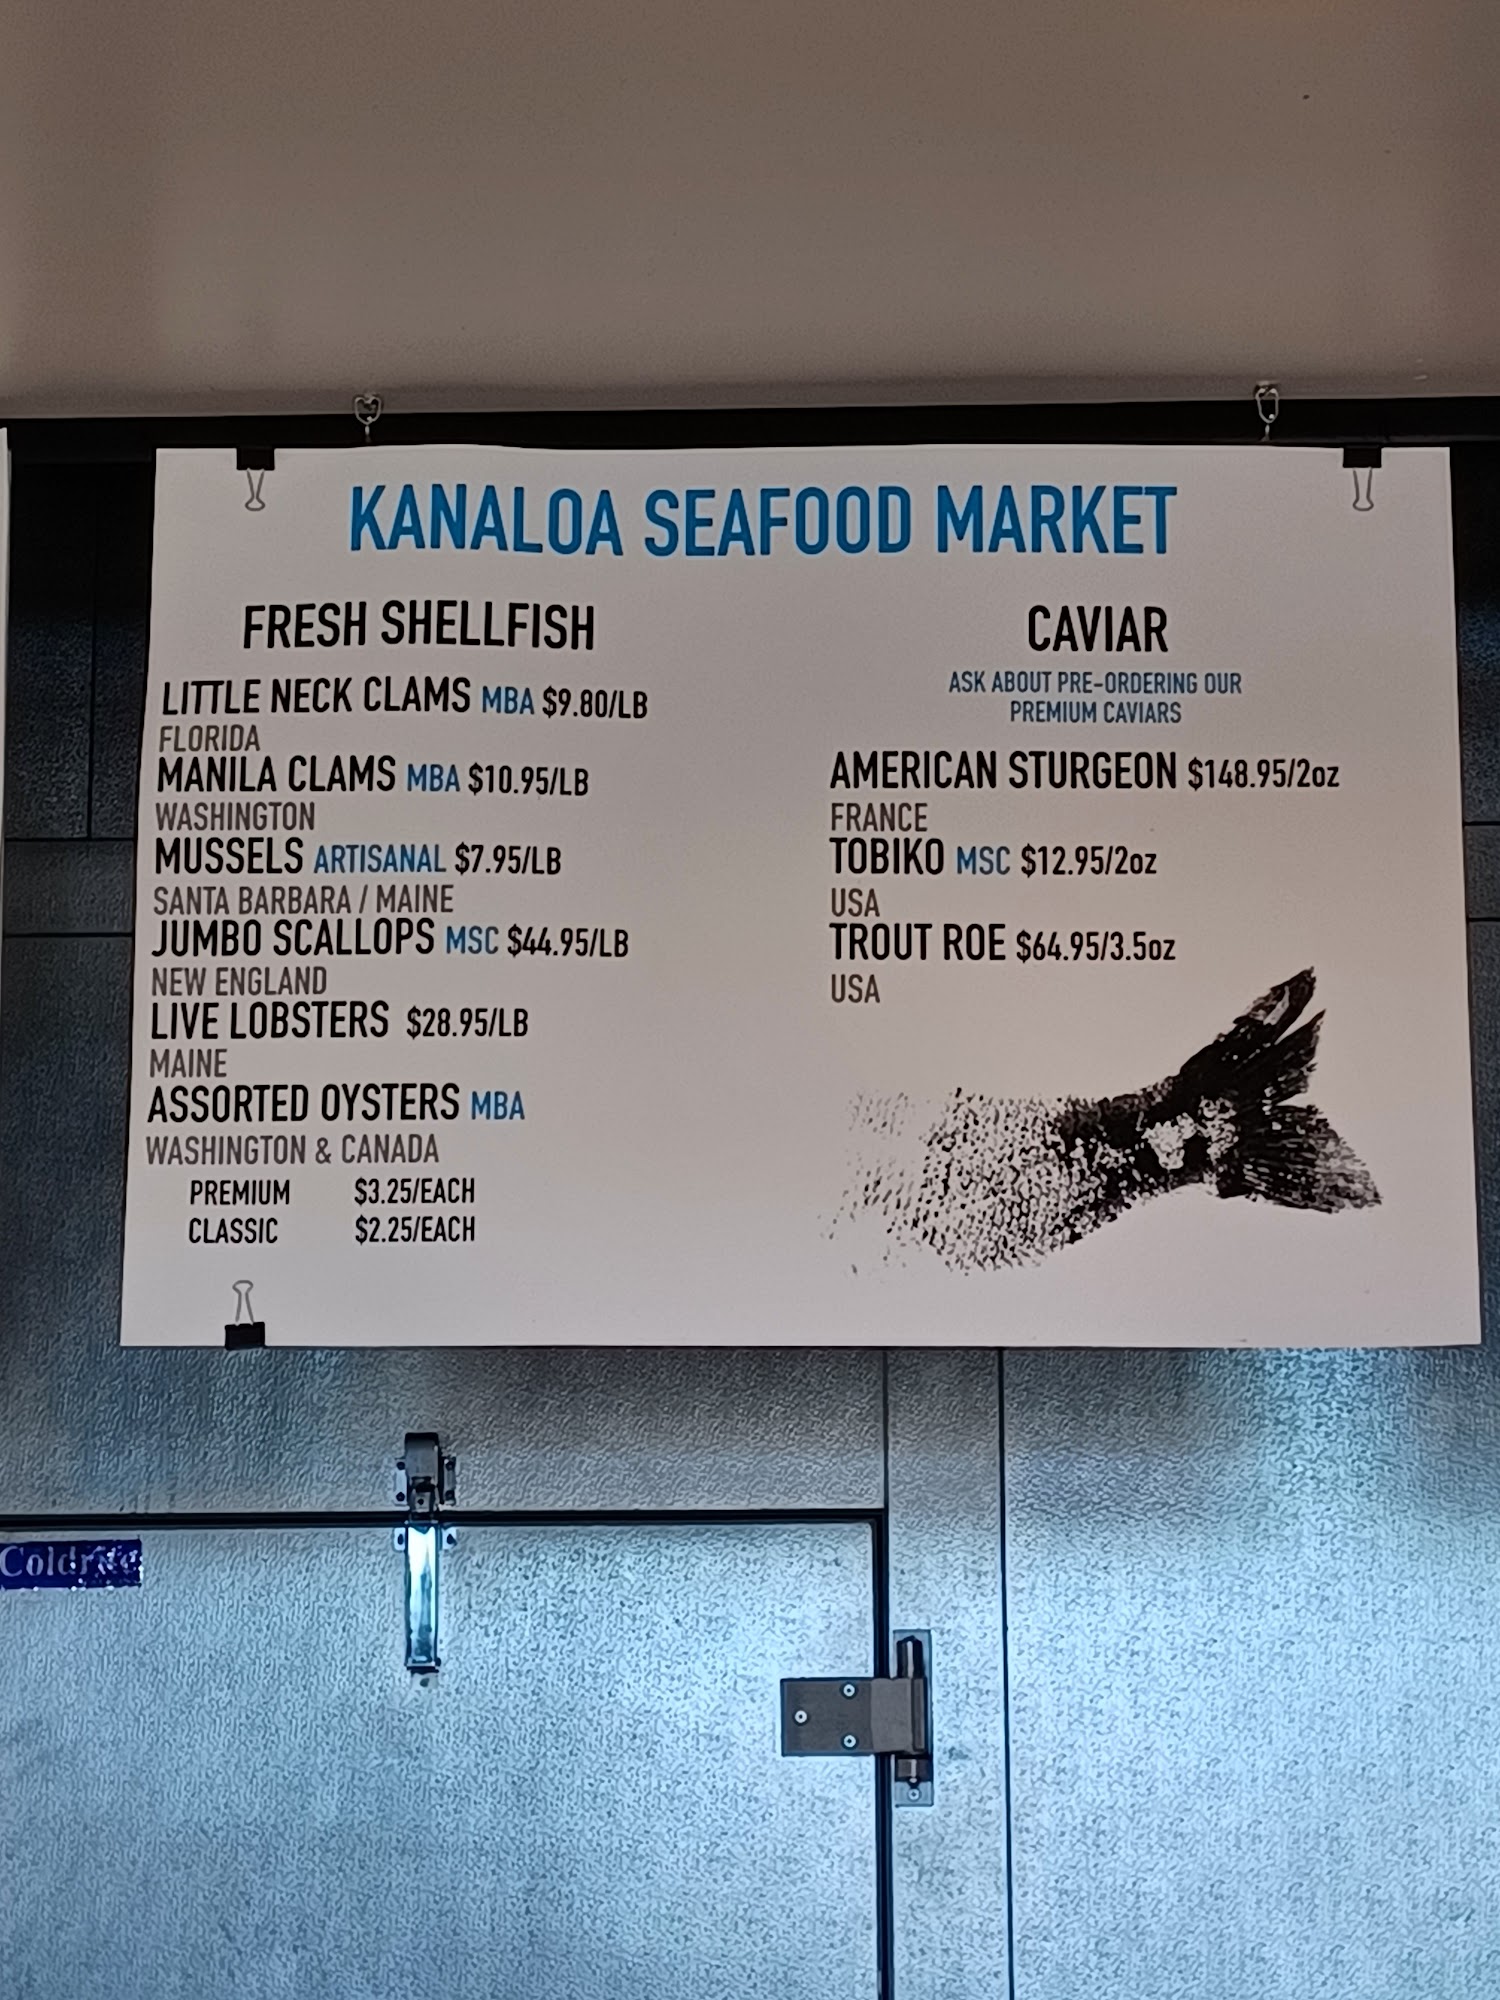 KANALOA SEAFOOD MARKET
FRESH SHELLFISH
LITTLE NECK CLAMS MBA $9.80/LB
FLORIDA
MANILA CLAMS MBA $10.95/LB
WASHINGTON
MUSSELS ARTISANAL $7.95/LB
SANTA BARBARA / MAINE
JUMBO SCALLOPS MSC $44.95/LB
NEW ENGLAND
LIVE LOBSTERS $28.95/LB
MAINE
ASSORTED OYSTERS MBA
WASHINGTON & CANADA
PREMIUM $3.25/EACH
CLASSIC $2.25/EACH
CAVIAR
ASK ABOUT PRE-ORDERING OUR
PREMIUM CAVIARS
AMERICAN STURGEON $148.95/2oz
FRANCE
TOBIKO MSC $12.95/2oz
USA
TROUT ROE $64.95/3.5oz
USA
Coldrite